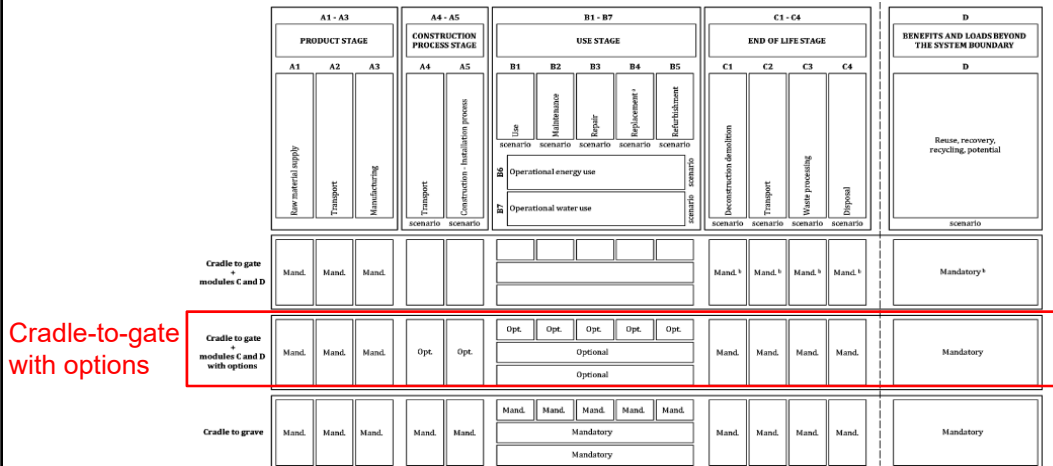 A1 - A3
A4 - A5
B1 - B7
C1 - C4
D
PRODUCT STAGE
CONSTRUCTION
PROCESS STAGE
USE STAGE
END OF LIFE STAGE
BENEFITS AND LOADS BEYOND
THE SYSTEM BOUNDARY
A1 A2 A3
A4 A5
B1 B2 B3 B4 B5
C1 C2 C3 C4
D
Raw material supply
Transport
Manufacturing
Transport
Construction - Installation process
Use
Maintenance
Repair
Replacement ᵃ
Refurbishment
scenario scenario scenario scenario scenario
B6 Operational energy use scenario
B7 Operational water use scenario
Deconstruction demolition
Transport
Waste processing
Disposal
Reuse, recovery,
recycling, potential
scenario scenario
scenario scenario scenario scenario
scenario
Cradle to gate
+
modules C and D
Mand. Mand. Mand.
Mand. ᵇ Mand. ᵇ Mand. ᵇ Mand. ᵇ
Mandatory ᵇ
Cradle-to-gate
with options
Cradle to gate
+
modules C and D
with options
Mand. Mand. Mand.
Opt. Opt.
Opt. Opt. Opt. Opt. Opt.
Optional
Optional
Mand. Mand. Mand. Mand.
Mandatory
Cradle to grave
Mand. Mand. Mand.
Mand. Mand.
Mand. Mand. Mand. Mand. Mand.
Mandatory
Mandatory
Mand. Mand. Mand. Mand.
Mandatory